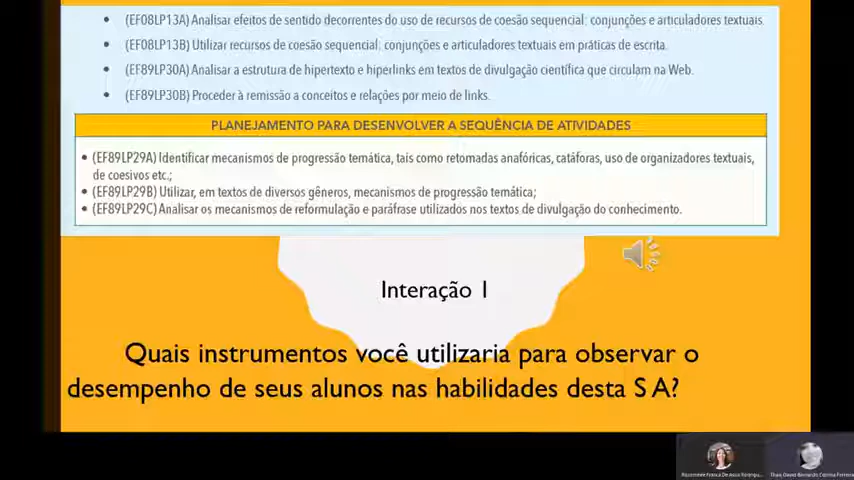 • (EF08LP13A) Analisar efeitos de sentido decorrentes do uso de recursos de coesão sequencial: conjunções e articuladores textuais.
• (EF08LP13B) Utilizar recursos de coesão sequencial: conjunções e articuladores textuais em práticas de escrita.
• (EF89LP30A) Analisar a estrutura de hipertexto e hiperlinks em textos de divulgação científica que circulam na Web.
• (EF89LP30B) Proceder à remissão a conceitos e relações por meio de links.
PLANEJAMENTO PARA DESENVOLVER A SEQUÊNCIA DE ATIVIDADES
• (EF89LP29A) Identificar mecanismos de progressão temática, tais como retomadas anafóricas, catáforas, uso de organizadores textuais,
de coesivos etc.;
• (EF89LP29B) Utilizar, em textos de diversos gêneros, mecanismos de progressão temática;
• (EF89LP29C) Analisar os mecanismos de reformulação e paráfrase utilizados nos textos de divulgação do conhecimento.
Interação 1
Quais instrumentos você utilizaria para observar o
desempenho de seus alunos nas habilidades desta S A?